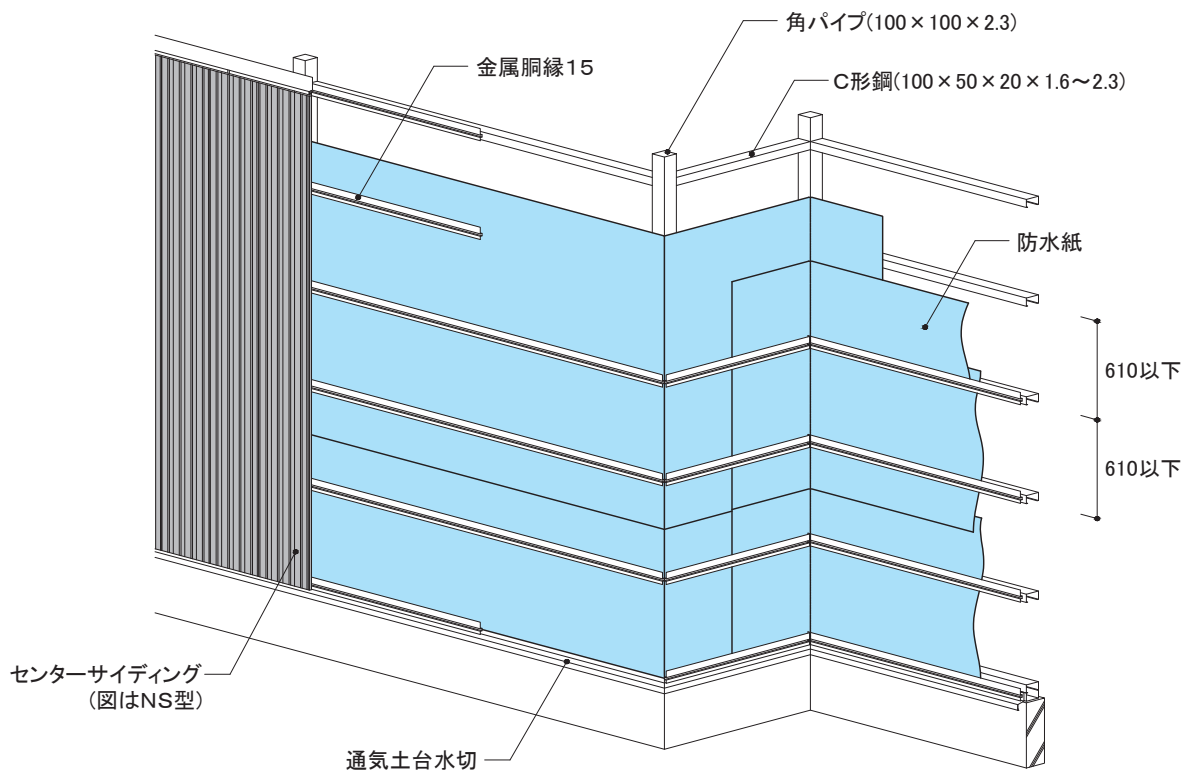 角パイプ(100×100×2.3)
金属胴縁15
C形鋼(100×50×20×1.6～2.3)
防水紙
610以下
610以下
センターサイディング
(図はNS型)
通気土台水切